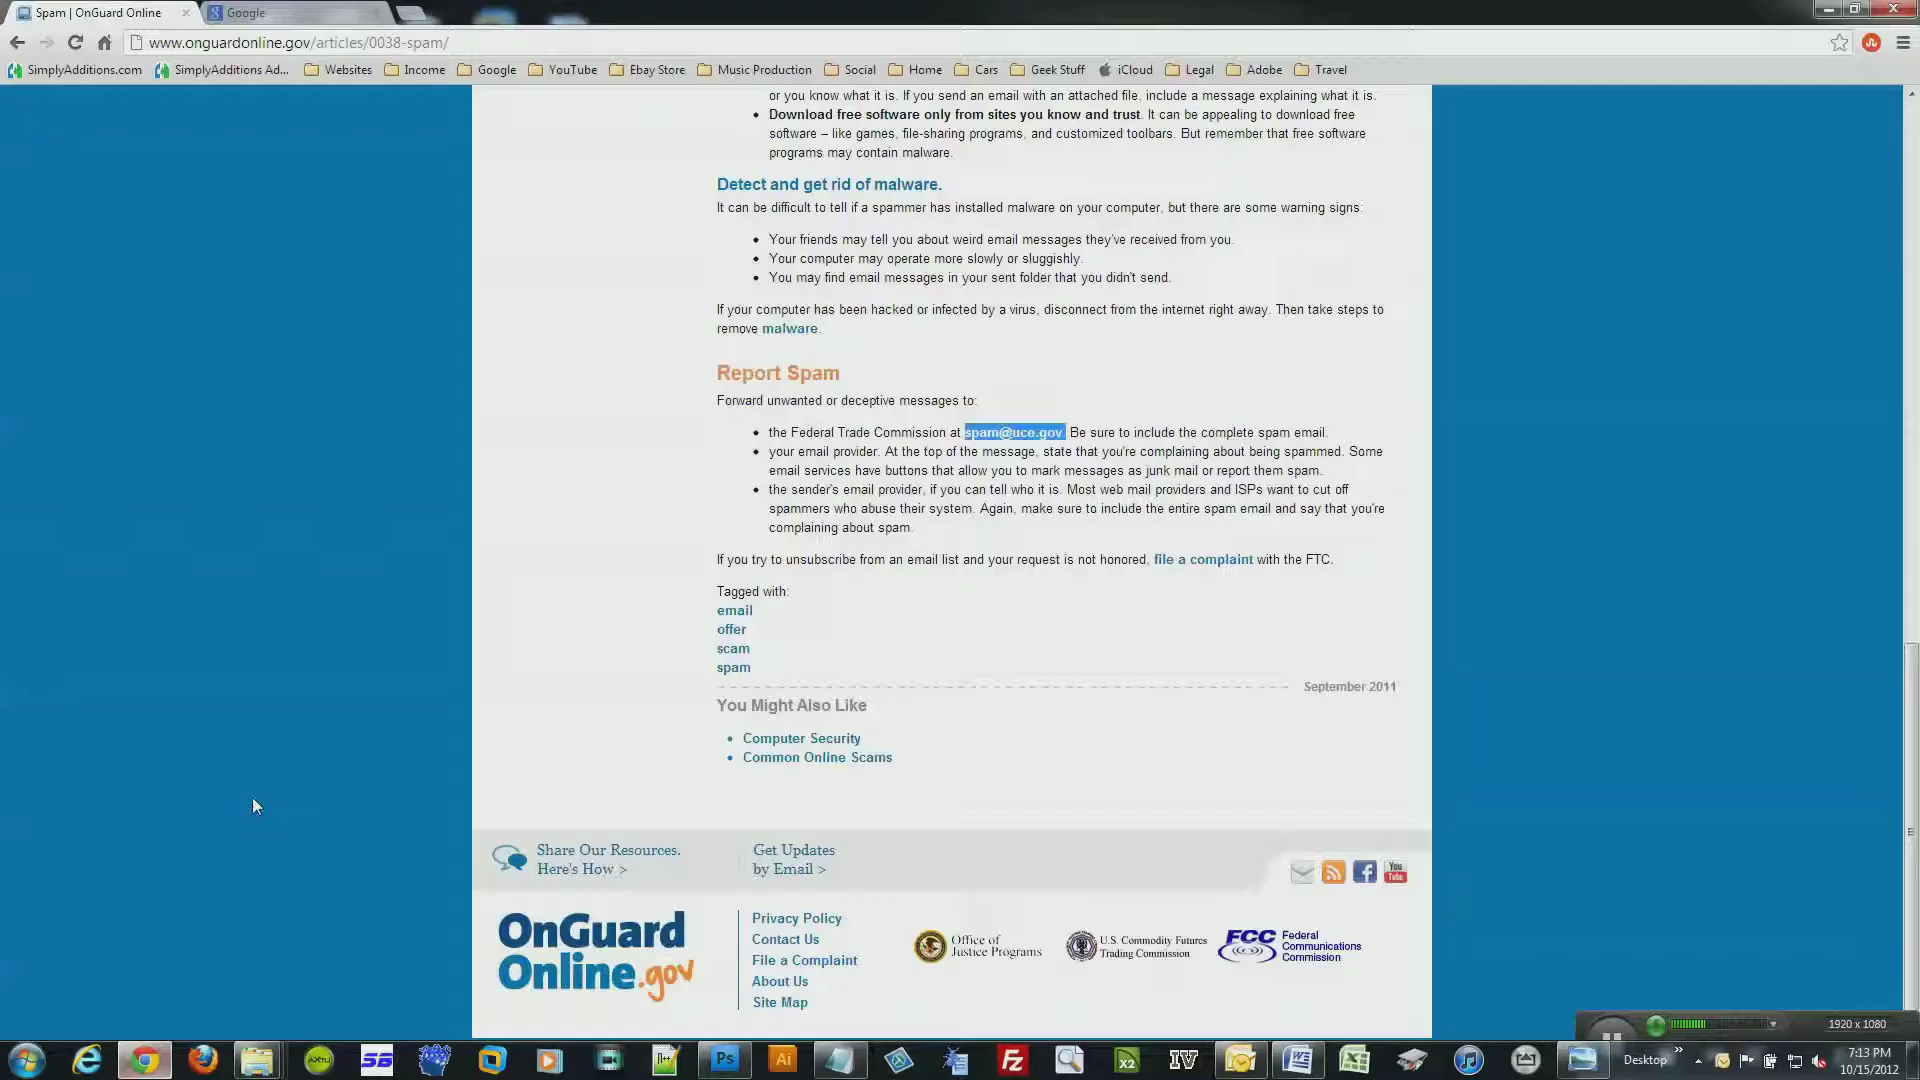 Spam | OnGuard Online
Google
www.onguardonline.gov/articles/0038-spam/
SimplyAdditions.com SimplyAdditions Ad... Websites Income Google YouTube Ebay Store Music Production Social Home Cars Geek Stuff iCloud Legal Adobe Travel
or you know what it is. If you send an email with an attached file, include a message explaining what it is.
• Download free software only from sites you know and trust. It can be appealing to download free
software – like games, file-sharing programs, and customized toolbars. But remember that free software
programs may contain malware.
Detect and get rid of malware.
It can be difficult to tell if a spammer has installed malware on your computer, but there are some warning signs:
• Your friends may tell you about weird email messages they've received from you.
• Your computer may operate more slowly or sluggishly.
• You may find email messages in your sent folder that you didn't send.
If your computer has been hacked or infected by a virus, disconnect from the internet right away. Then take steps to
remove malware.
Report Spam
Forward unwanted or deceptive messages to:
• the Federal Trade Commission at spam@uce.gov. Be sure to include the complete spam email.
• your email provider. At the top of the message, state that you're complaining about being spammed. Some
email services have buttons that allow you to mark messages as junk mail or report them spam.
• the sender's email provider, if you can tell who it is. Most web mail providers and ISPs want to cut off
spammers who abuse their system. Again, make sure to include the entire spam email and say that you're
complaining about spam.
If you try to unsubscribe from an email list and your request is not honored, file a complaint with the FTC.
Tagged with:
email
offer
scam
spam
September 2011
You Might Also Like
• Computer Security
• Common Online Scams
Share Our Resources.
Here's How >
Get Updates
by Email >
You
Tube
OnGuard
Online.gov
Privacy Policy
Contact Us
File a Complaint
About Us
Site Map
Office of
Justice Programs
U.S. Commodity Futures
Trading Commission
FCC Federal
Communications
Commission
1920 x 1080
Ps
Ai
Fz
X2
IV
Desktop
7:13 PM
10/15/2012